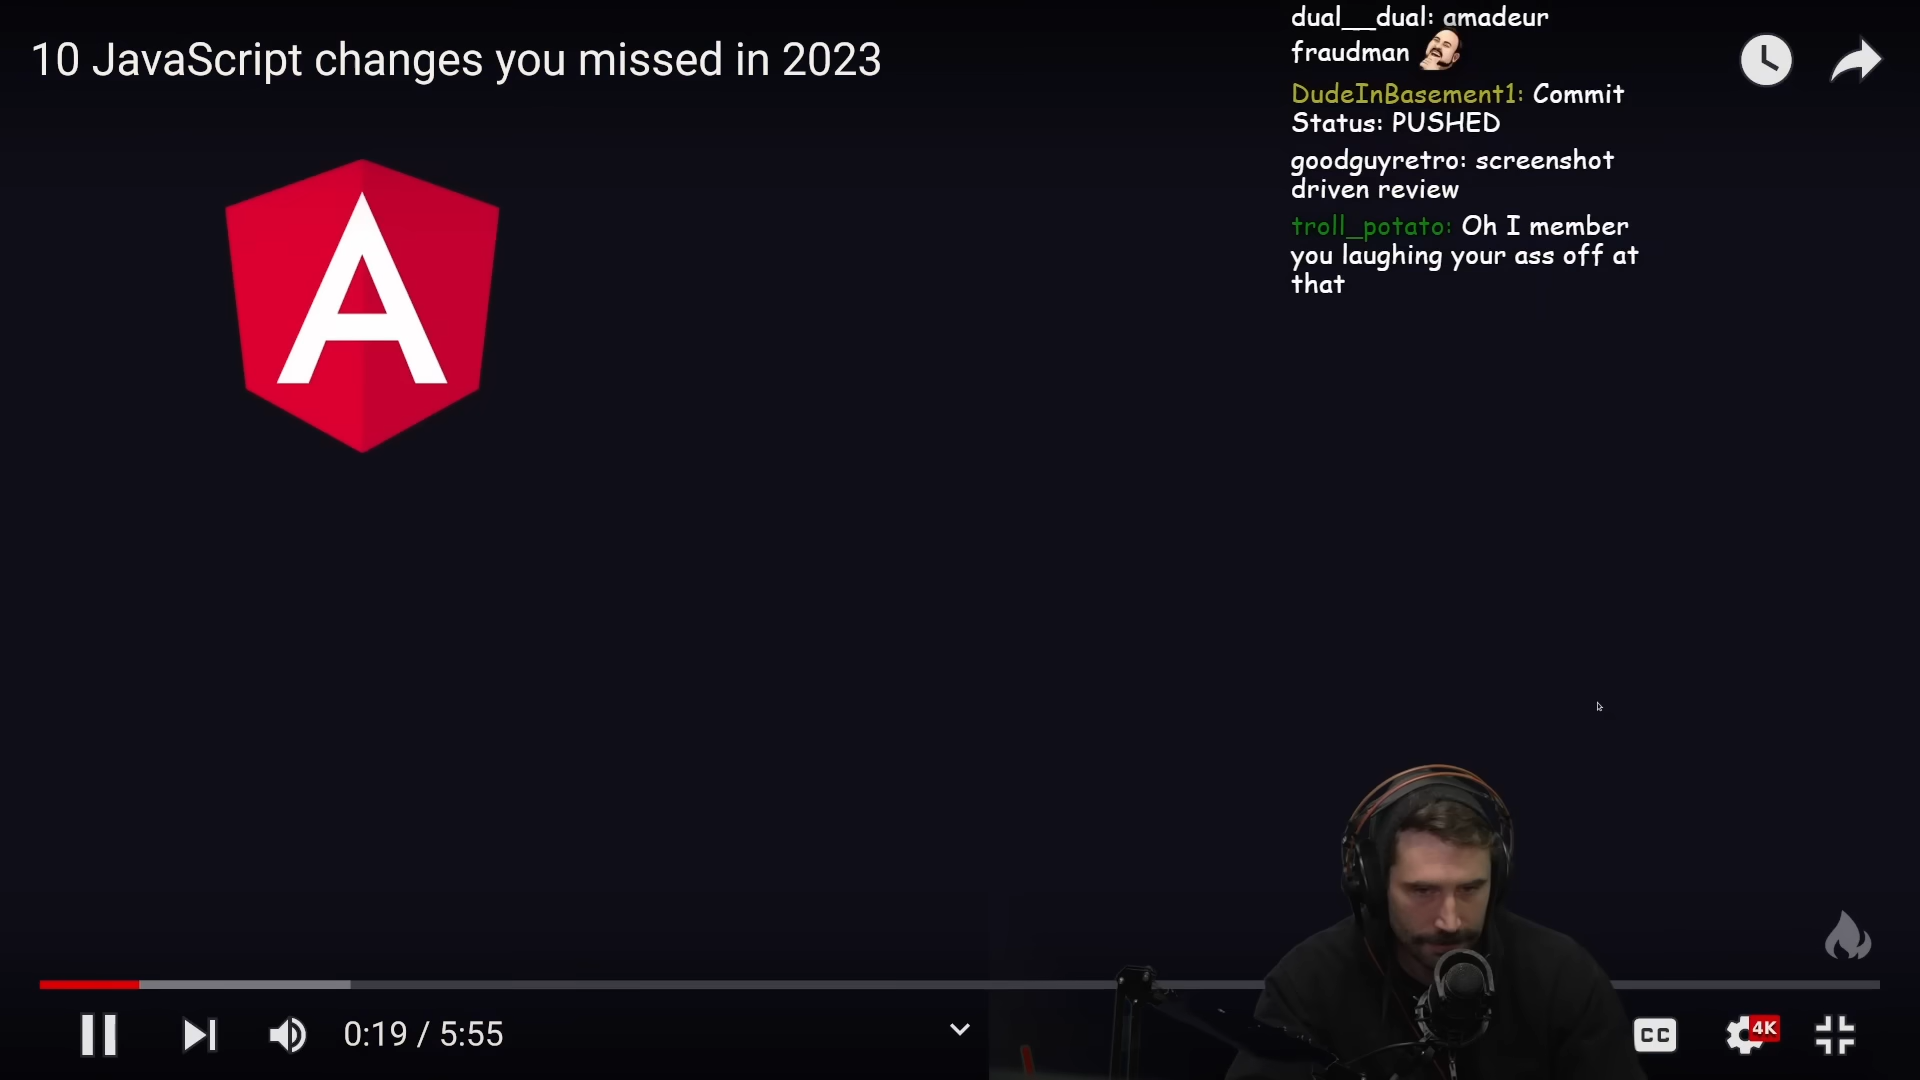 10 JavaScript changes you missed in 2023
dual__dual: amadeur
fraudman
DudeInBasement1: Commit
Status: PUSHED
goodguyretro: screenshot
driven review
troll_potato: Oh I member
you laughing your ass off at
that
A
0:19 / 5:55
CC
4K